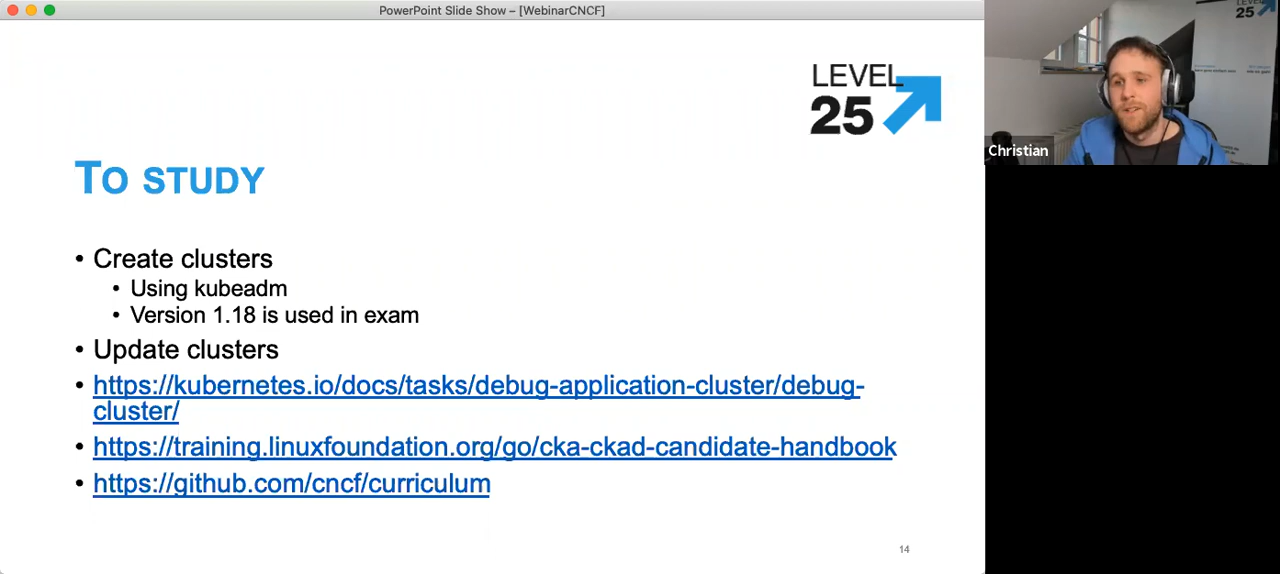 PowerPoint Slide Show – [WebinarCNCF]
LEVEL
25
TO STUDY
• Create clusters
• Using kubeadm
• Version 1.18 is used in exam
• Update clusters
• https://kubernetes.io/docs/tasks/debug-application-cluster/debug-
cluster/
• https://training.linuxfoundation.org/go/cka-ckad-candidate-handbook
• https://github.com/cncf/curriculum
14
LEVEL
25
Christian